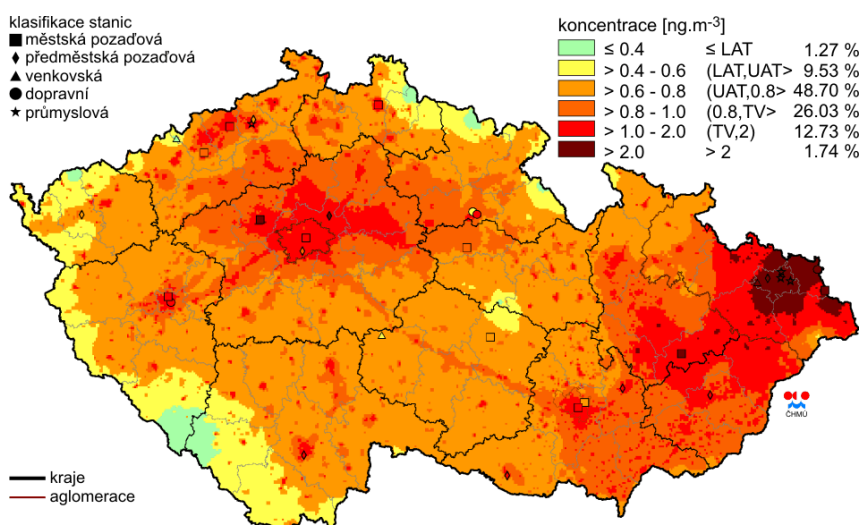 klasifikace stanic
městská pozaďová
předměstská pozaďová
venkovská
dopravní
průmyslová
koncentrace [ng.m⁻³]
≤ 0.4 ≤ LAT 1.27 %
> 0.4 - 0.6 (LAT,UAT> 9.53 %
> 0.6 - 0.8 (UAT,0.8> 48.70 %
> 0.8 - 1.0 (0.8,TV> 26.03 %
> 1.0 - 2.0 (TV,2) 12.73 %
> 2.0 > 2 1.74 %
ČHMÚ
kraje
aglomerace